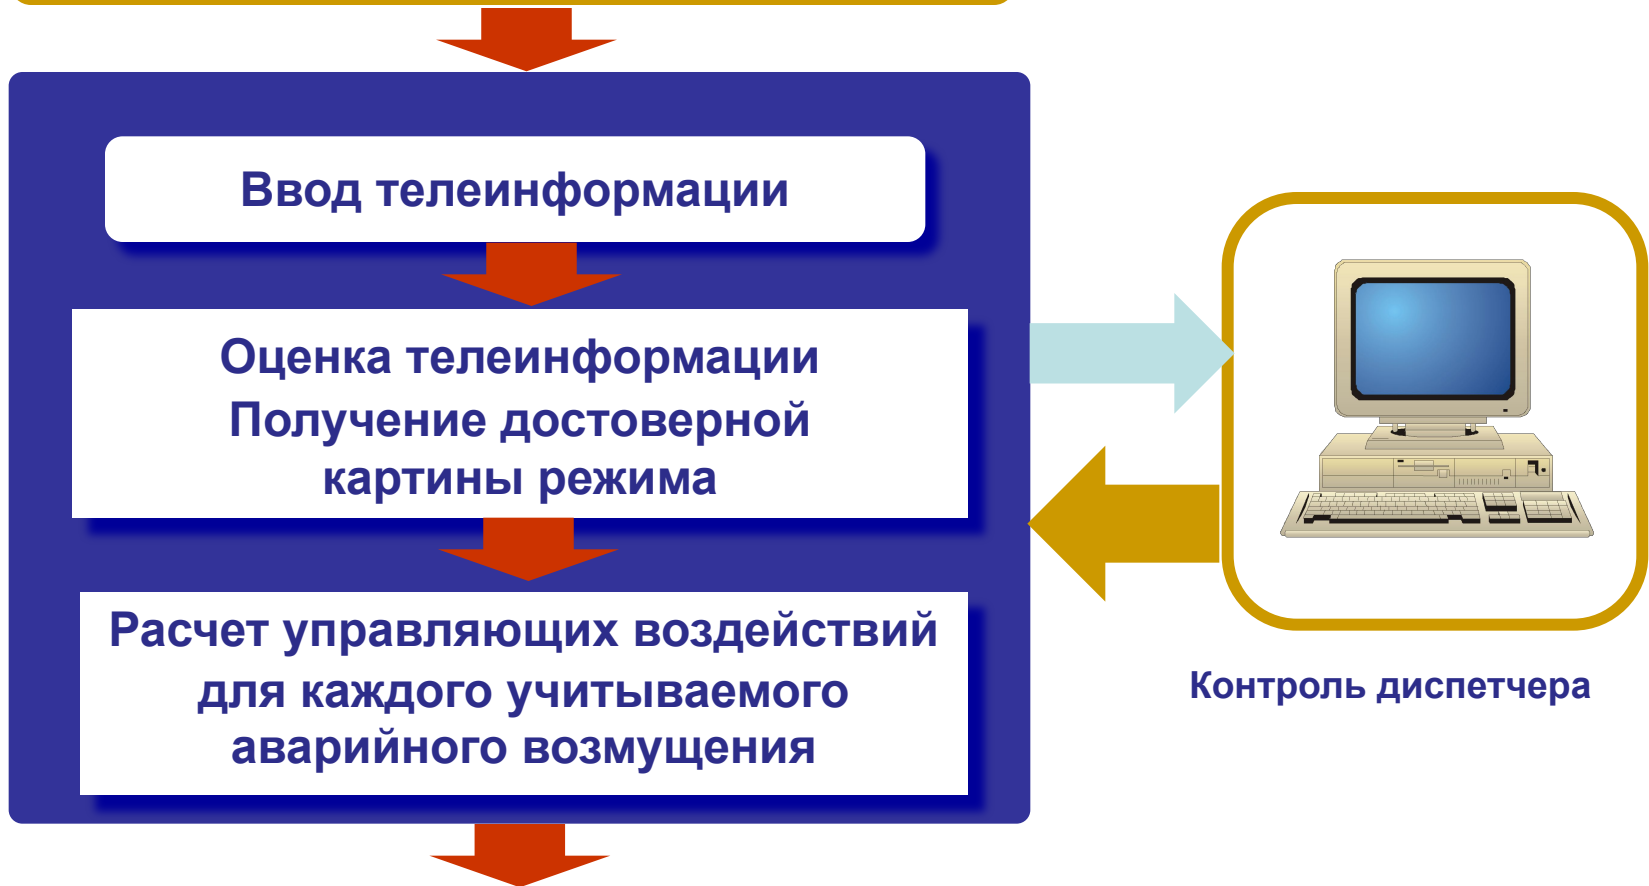 Ввод телеинформации
Оценка телеинформации
Получение достоверной
картины режима
Расчет управляющих воздействий
для каждого учитываемого
аварийного возмущения
Контроль диспетчера